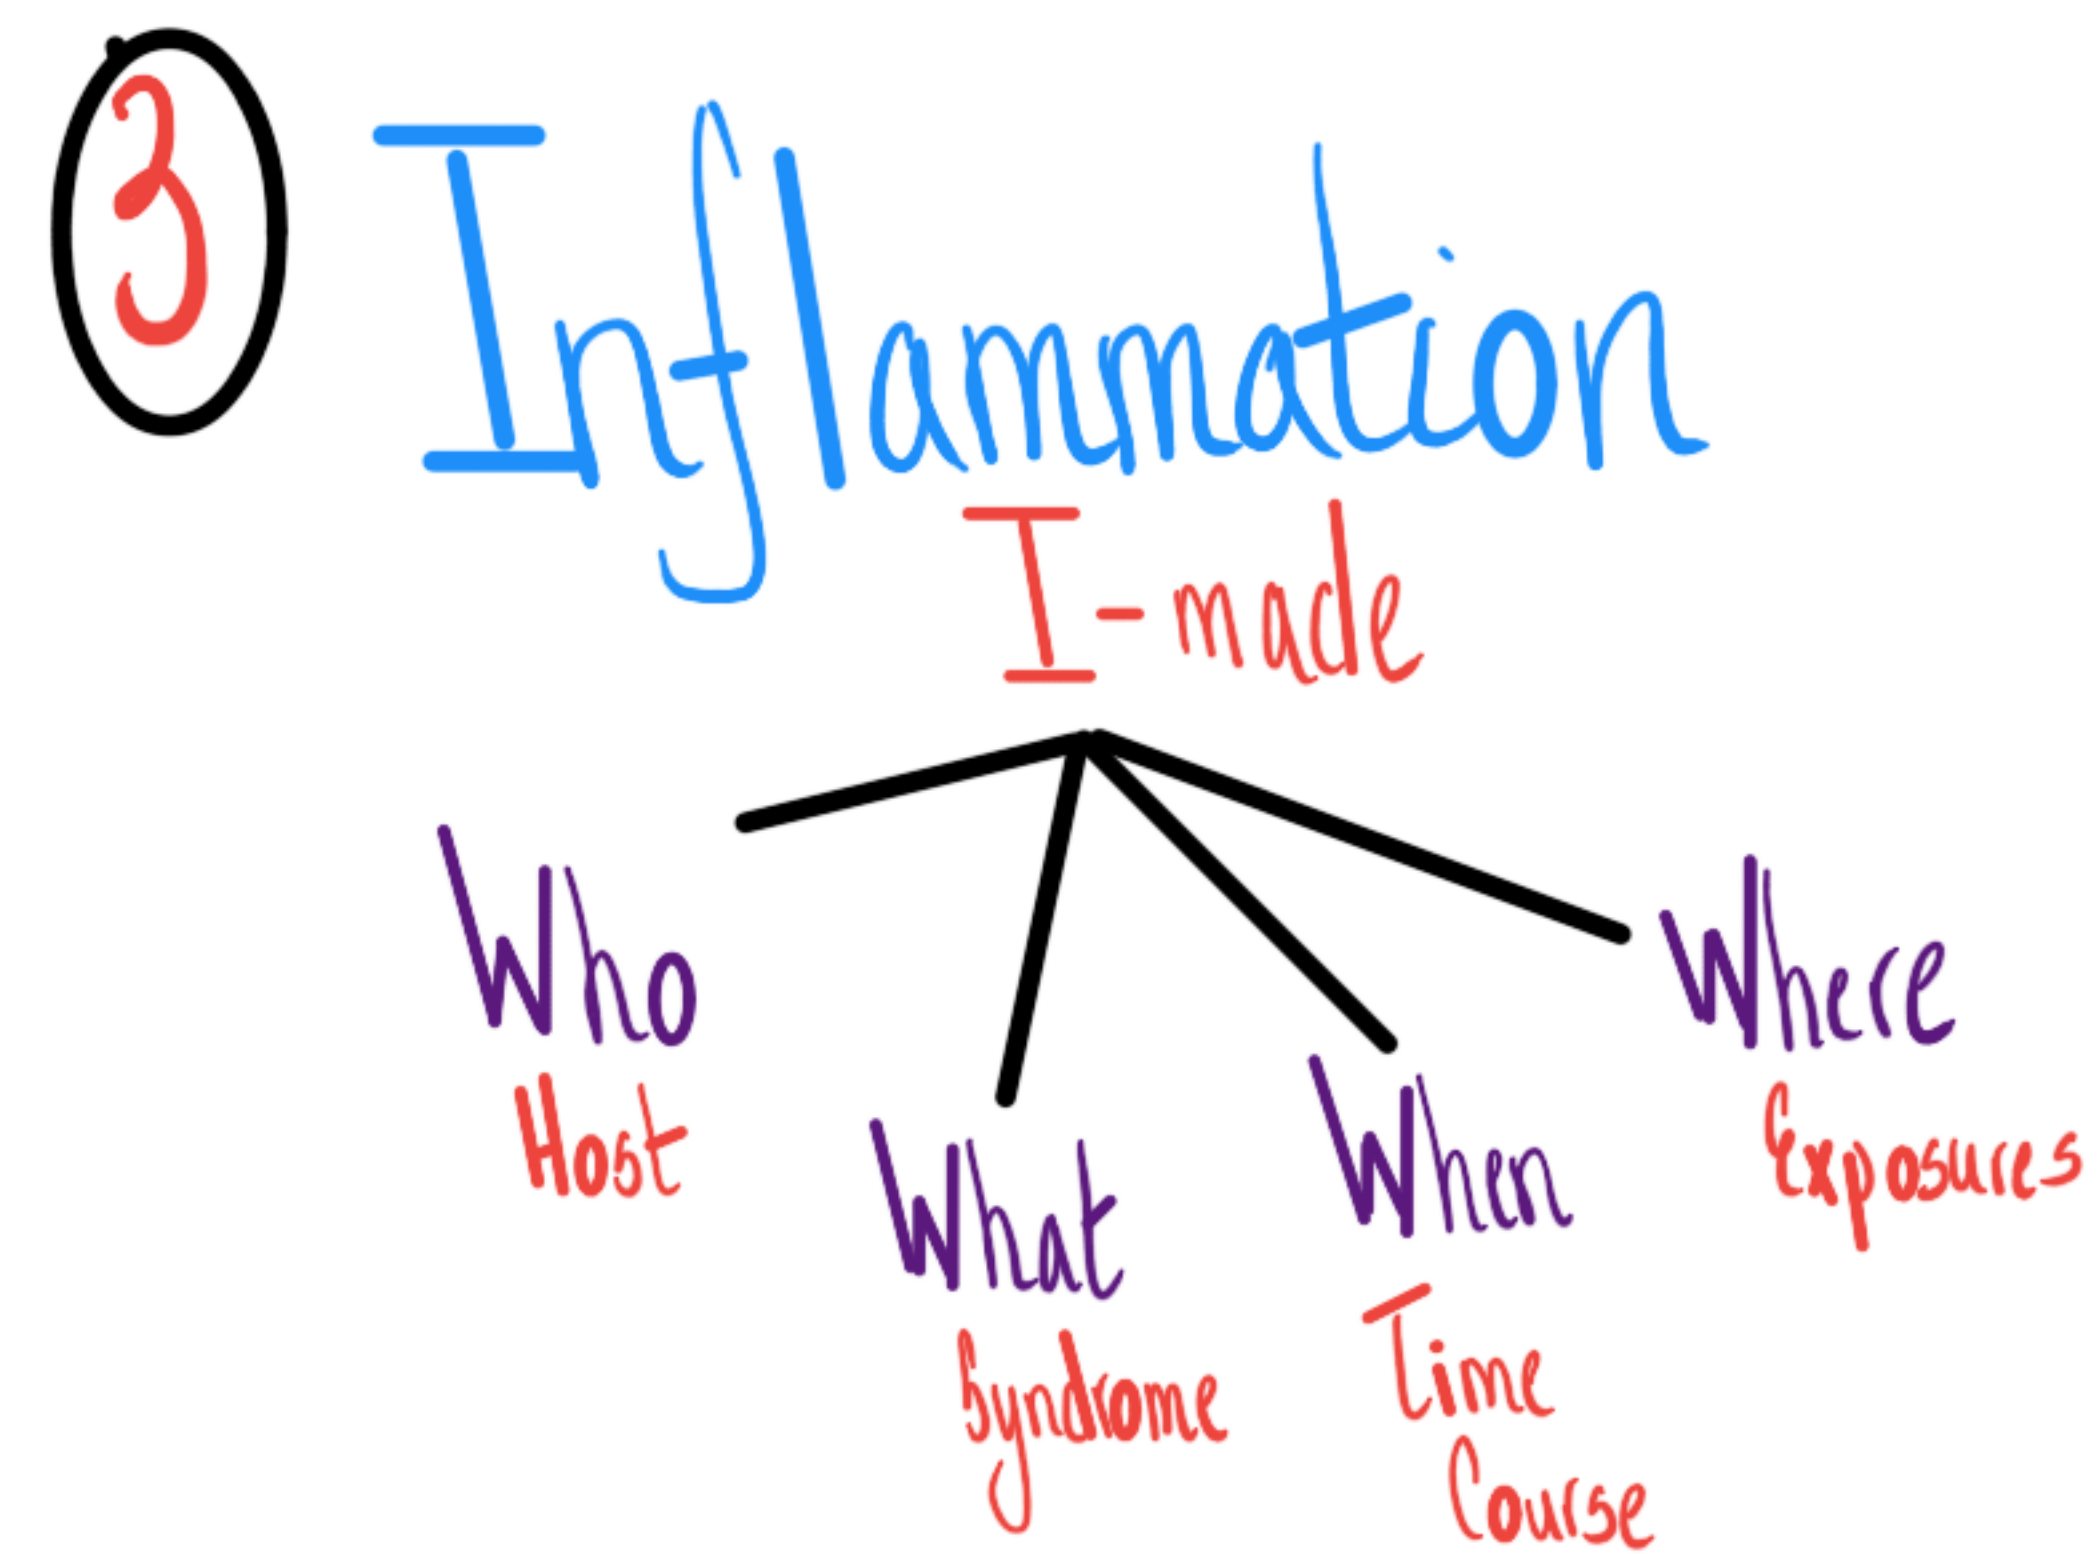 3
Inflammation
I-made
Who
Host
What
Syndrome
When
Time
Course
Where
Exposures